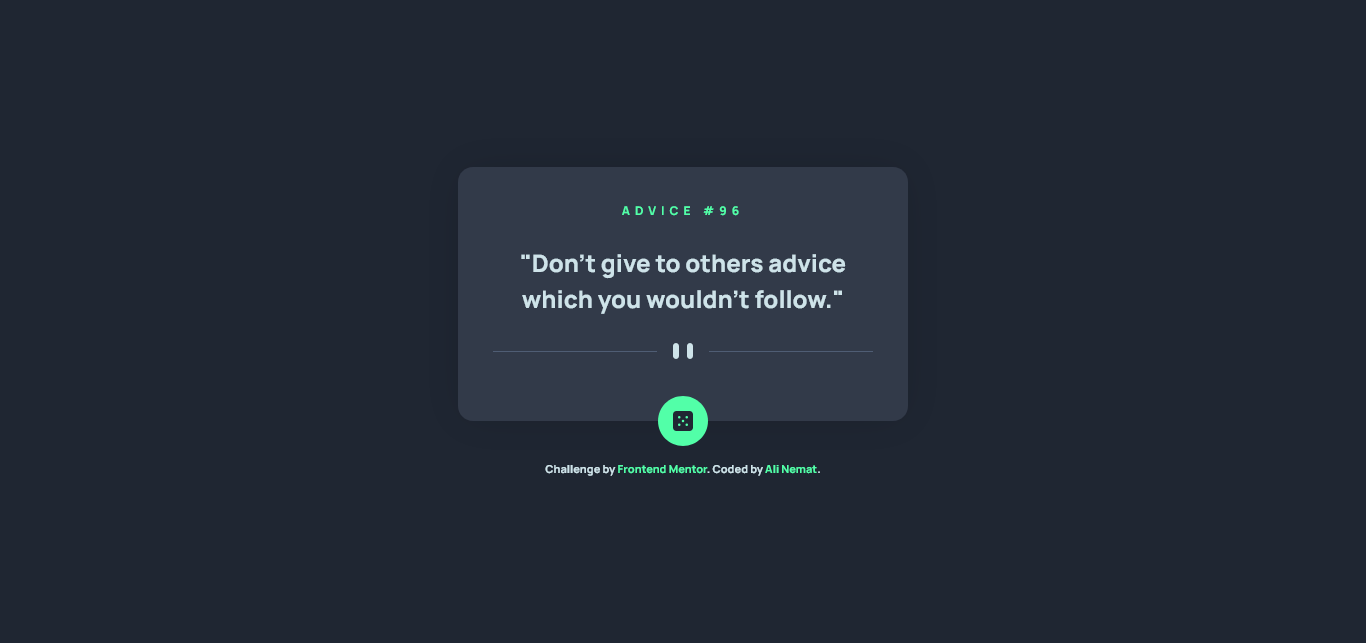 ADVICE #96
"Don't give to others advice
which you wouldn't follow."
Challenge by Frontend Mentor. Coded by Ali Nemat.